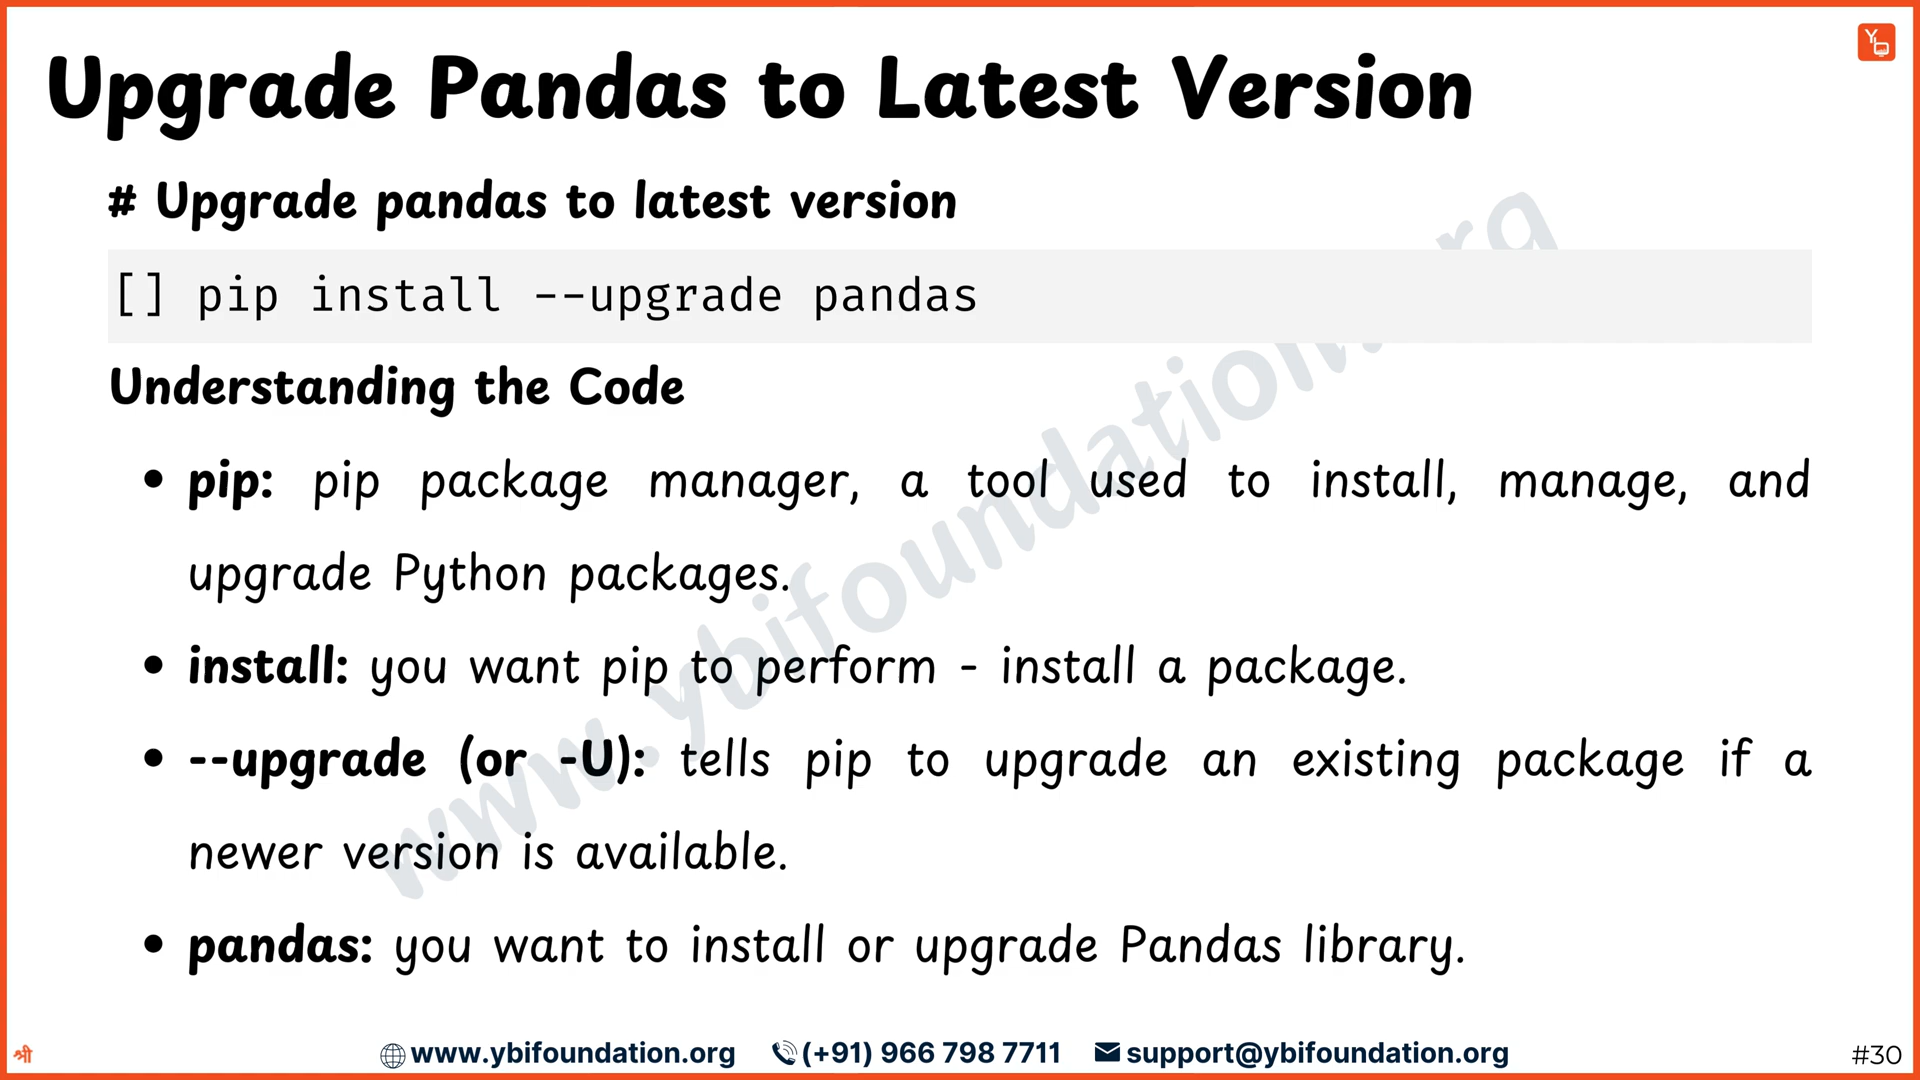 Upgrade Pandas to Latest Version
# Upgrade pandas to latest version
[] pip install --upgrade pandas
Understanding the Code
• pip: pip package manager, a tool used to install, manage, and
upgrade Python packages.
• install: you want pip to perform - install a package.
• --upgrade (or -U): tells pip to upgrade an existing package if a
newer version is available.
• pandas: you want to install or upgrade Pandas library.
www.ybifoundation.org
श्री
www.ybifoundation.org (+91) 966 798 7711 support@ybifoundation.org
#30